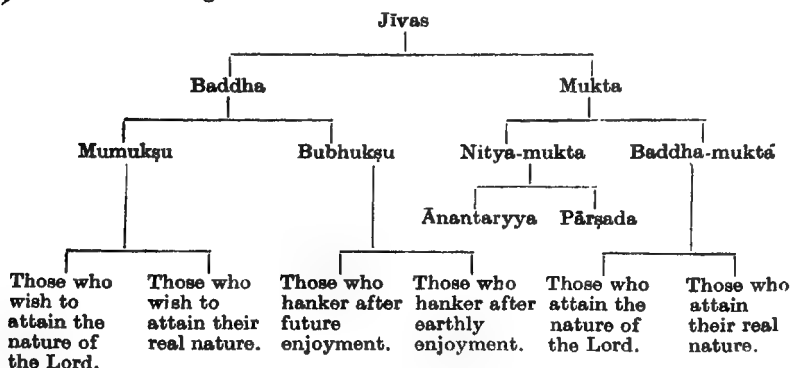 Jīvas
Baddha
Mukta
Mumukṣu
Bubhukṣu
Nitya-mukta
Baddha-mukta
Ānantaryya
Pārṣada
Those who
wish to
attain the
nature of
the Lord.
Those who
wish to
attain their
real nature.
Those who
hanker after
future
enjoyment.
Those who
hanker after
earthly
enjoyment.
Those who
attain the
nature of
the Lord.
Those who
attain
their real
nature.